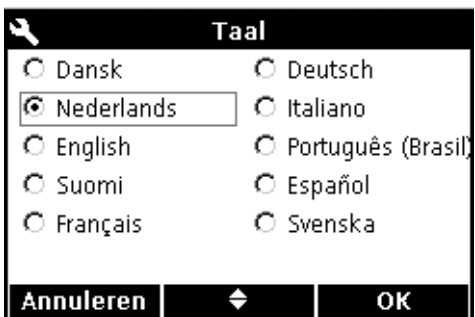 Taal
Dansk
Nederlands
English
Suomi
Français
Deutsch
Italiano
Português (Brasil)
Español
Svenska
Annuleren
OK